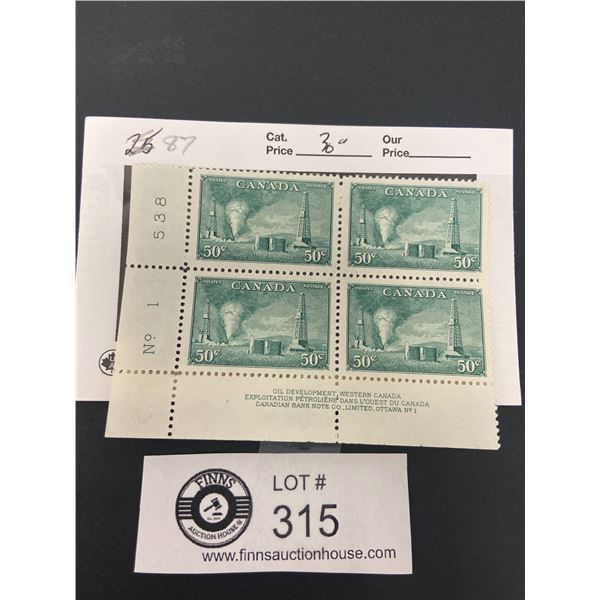 87
Cat.
Price
Our
Price
538
No 1
POSTES POSTAGE
CANADA
50¢ 50¢
POSTES POSTAGE
CANADA
50¢ 50¢
POSTES POSTAGE
CANADA
50¢ 50¢
POSTES POSTAGE
CANADA
50¢ 50¢
OIL DEVELOPMENT, WESTERN CANADA
EXPLOITATION PÉTROLIÈRE DANS L'OUEST DU CANADA
CANADIAN BANK NOTE CO., LIMITED, OTTAWA No 1
FINNS
AUCTION HOUSE
LOT #
315
www.finnsauctionhouse.com